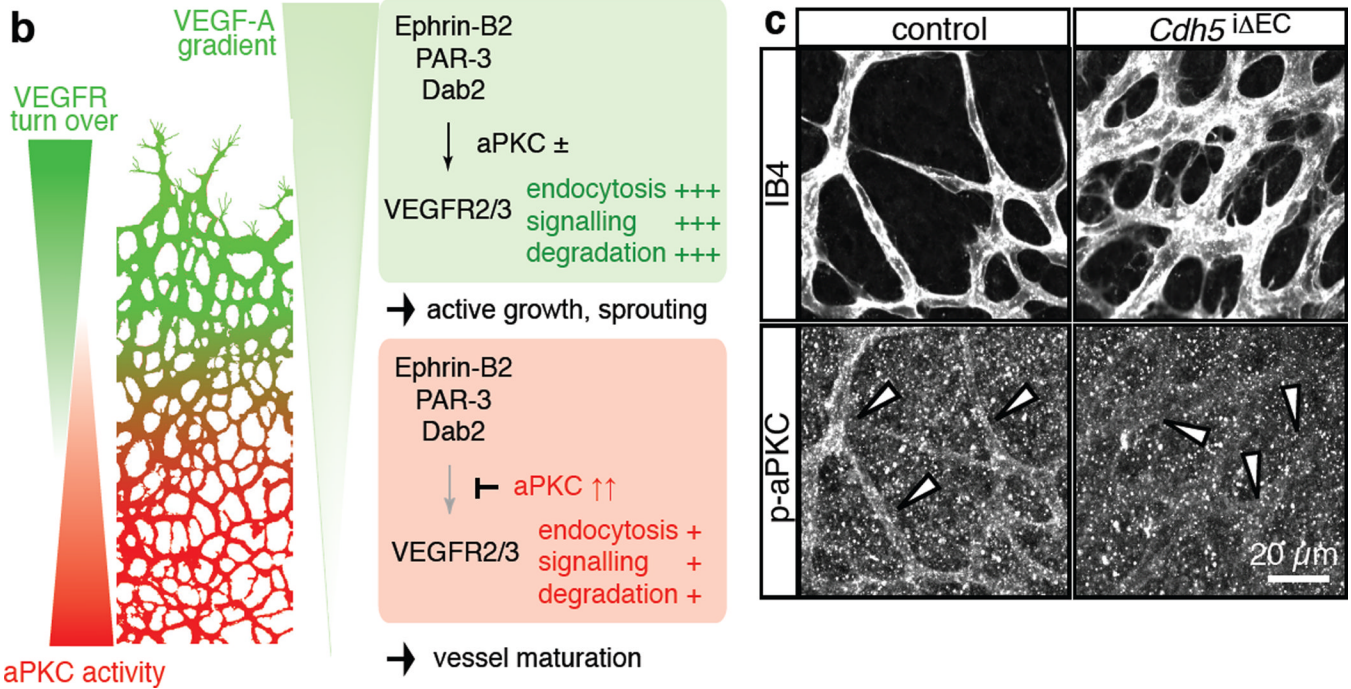 b
VEGF-A
gradient
VEGFR
turn over
aPKC activity
Ephrin-B2
PAR-3
Dab2
aPKC ±
VEGFR2/3
endocytosis +++
signalling +++
degradation +++
→ active growth, sprouting
Ephrin-B2
PAR-3
Dab2
aPKC ↑↑
VEGFR2/3
endocytosis +
signalling +
degradation +
→ vessel maturation
c
control
Cdh5 iΔEC
IB4
p-aPKC
20 µm